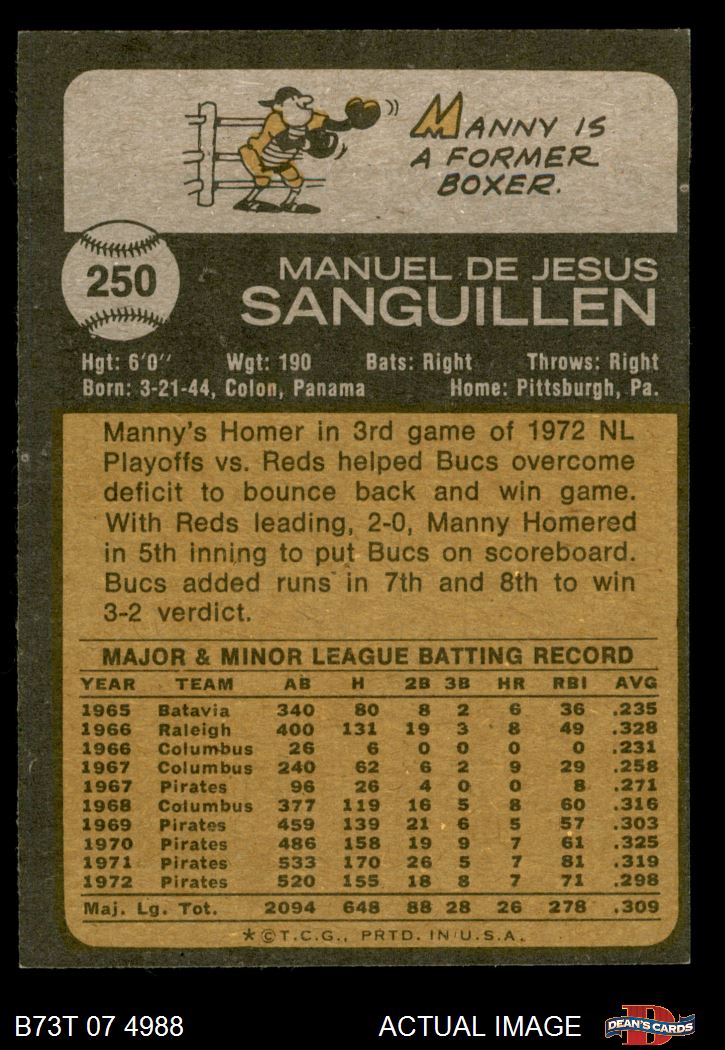 MANNY IS
A FORMER
BOXER.
250
MANUEL DE JESUS
SANGUILLEN
Hgt: 6'0" Wgt: 190 Bats: Right Throws: Right
Born: 3-21-44, Colon, Panama Home: Pittsburgh, Pa.
Manny's Homer in 3rd game of 1972 NL
Playoffs vs. Reds helped Bucs overcome
deficit to bounce back and win game.
With Reds leading, 2-0, Manny Homered
in 5th inning to put Bucs on scoreboard.
Bucs added runs in 7th and 8th to win
3-2 verdict.
MAJOR & MINOR LEAGUE BATTING RECORD
YEAR TEAM AB H 2B 3B HR RBI AVG
1965 Batavia 340 80 8 2 6 36 .235
1966 Raleigh 400 131 19 3 8 49 .328
1966 Columbus 26 6 0 0 0 0 .231
1967 Columbus 240 62 6 2 9 29 .258
1967 Pirates 96 26 4 0 0 8 .271
1968 Columbus 377 119 16 5 8 60 .316
1969 Pirates 459 139 21 6 5 57 .303
1970 Pirates 486 158 19 9 7 61 .325
1971 Pirates 533 170 26 5 7 81 .319
1972 Pirates 520 155 18 8 7 71 .298
Maj. Lg. Tot. 2094 648 88 28 26 278 .309
*©T.C.G., PRTD. IN U.S.A.
B73T 07 4988 ACTUAL IMAGE D DEAN'S CARDS